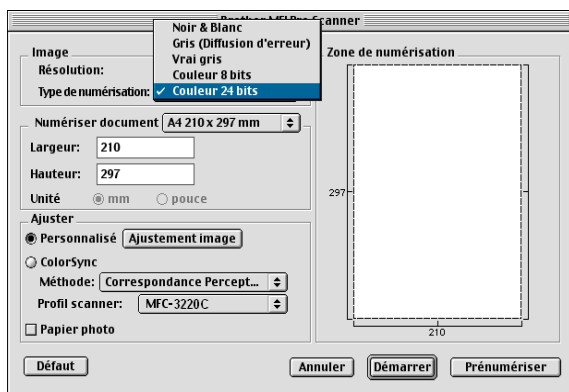 Scanner
Noir & Blanc
Gris (Diffusion d'erreur)
Vrai gris
Couleur 8 bits
✓ Couleur 24 bits
Image
Résolution:
Type de numérisation:
Numériser document A4 210 x 297 mm
Largeur: 210
Hauteur: 297
Unité mm pouce
Ajuster
Personnalisé Ajustement image
ColorSync
Méthode: Correspondance Percept...
Profil scanner: MFC-3220C
Papier photo
Zone de numérisation
297
210
Défaut
Annuler
Démarrer
Prénumériser